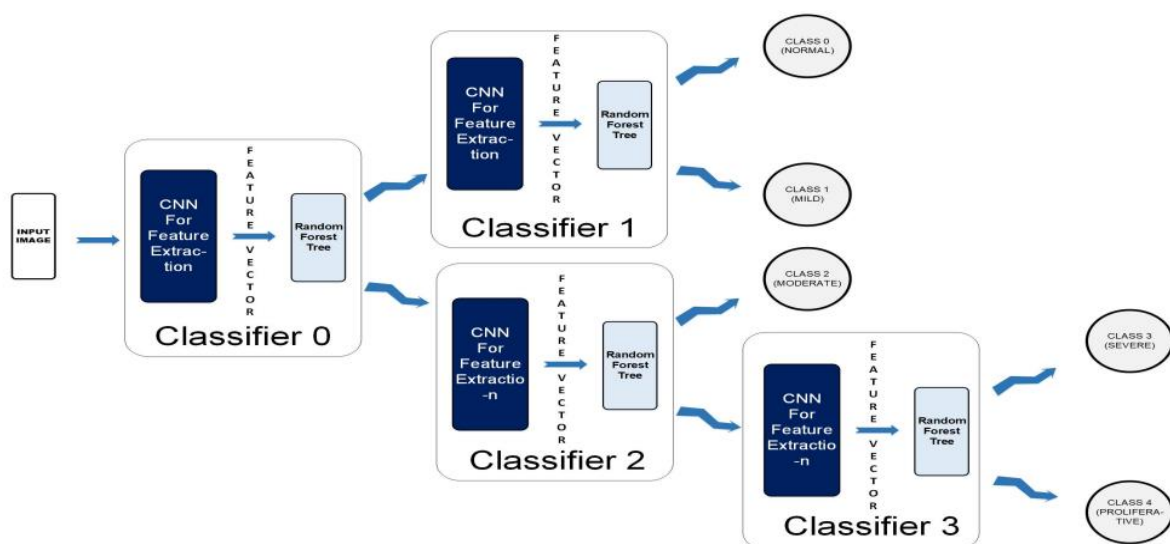 INPUT
IMAGE
CNN
For
Feature
Extrac-
tion
FEATURE VECTOR
Random
Forest
Tree
Classifier 0
CNN
For
Feature
Extrac-
tion
FEATURE VECTOR
Random
Forest
Tree
Classifier 1
CLASS 0
(NORMAL)
CLASS 1
(MILD)
CNN
For
Feature
Extractio
-n
FEATURE VECTOR
Random
Forest
Tree
Classifier 2
CLASS 2
(MODERATE)
CNN
For
Feature
Extractio
-n
FEATURE VECTOR
Random
Forest
Tree
Classifier 3
CLASS 3
(SEVERE)
CLASS 4
(PROLIFERA-
TIVE)